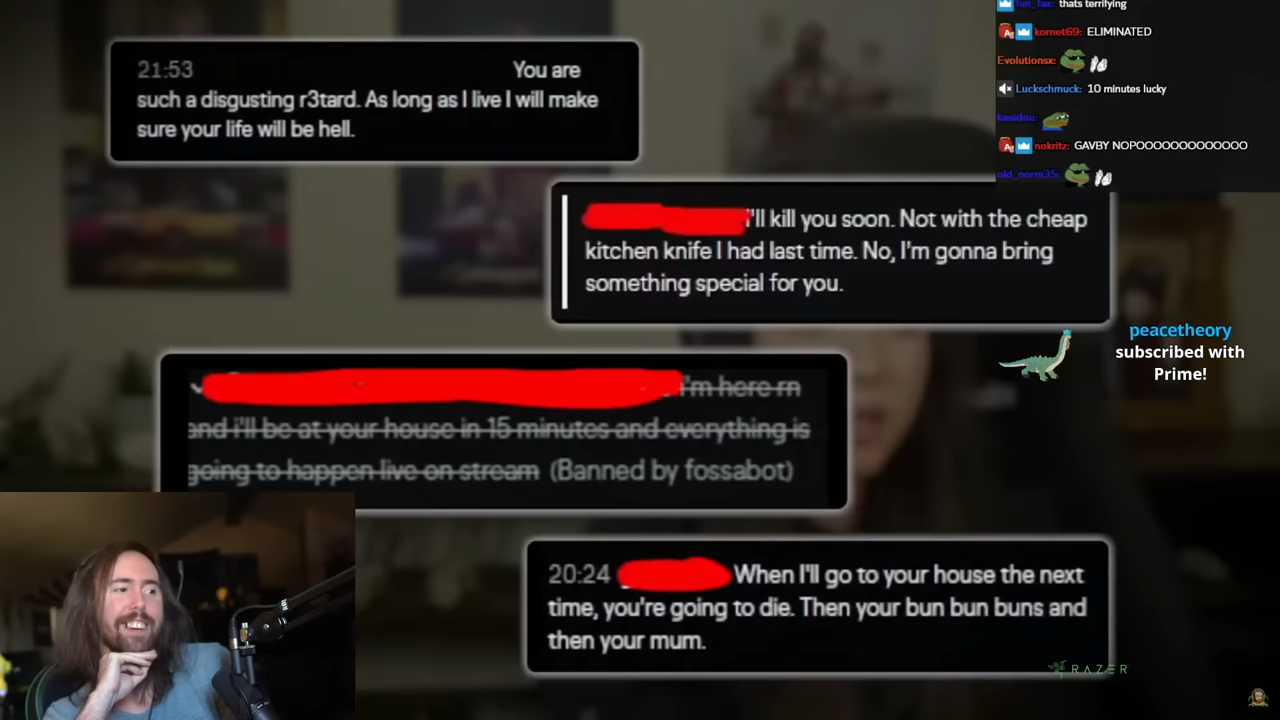 fun_fax: thats terrifying
kornet69: ELIMINATED
Evolutionsx:
Luckschmuck: 10 minutes lucky
kaeidou:
nokritz: GAVBY NOPOOOOOOOOOOOOO
old_norm35:
21:53 You are
such a disgusting r3tard. As long as I live I will make
sure your life will be hell.
I'll kill you soon. Not with the cheap
kitchen knife I had last time. No, I'm gonna bring
something special for you.
peacetheory
subscribed with
Prime!
i'm here rn
and i'll be at your house in 15 minutes and everything is
going to happen live on stream (Banned by fossabot)
20:24 When I'll go to your house the next
time, you're going to die. Then your bun bun buns and
then your mum.
RAZER